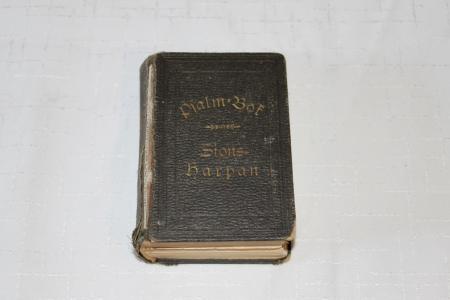 Psalm-Bok
Zions-
Harpan